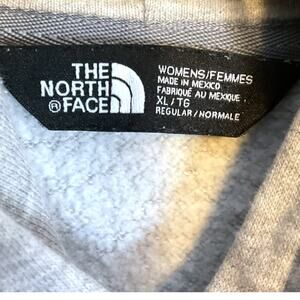 THE
NORTH
FACE
®
WOMENS/FEMMES
MADE IN MEXICO
FABRIQUÉ AU MEXIQUE
XL/TG
REGULAR/NORMALE